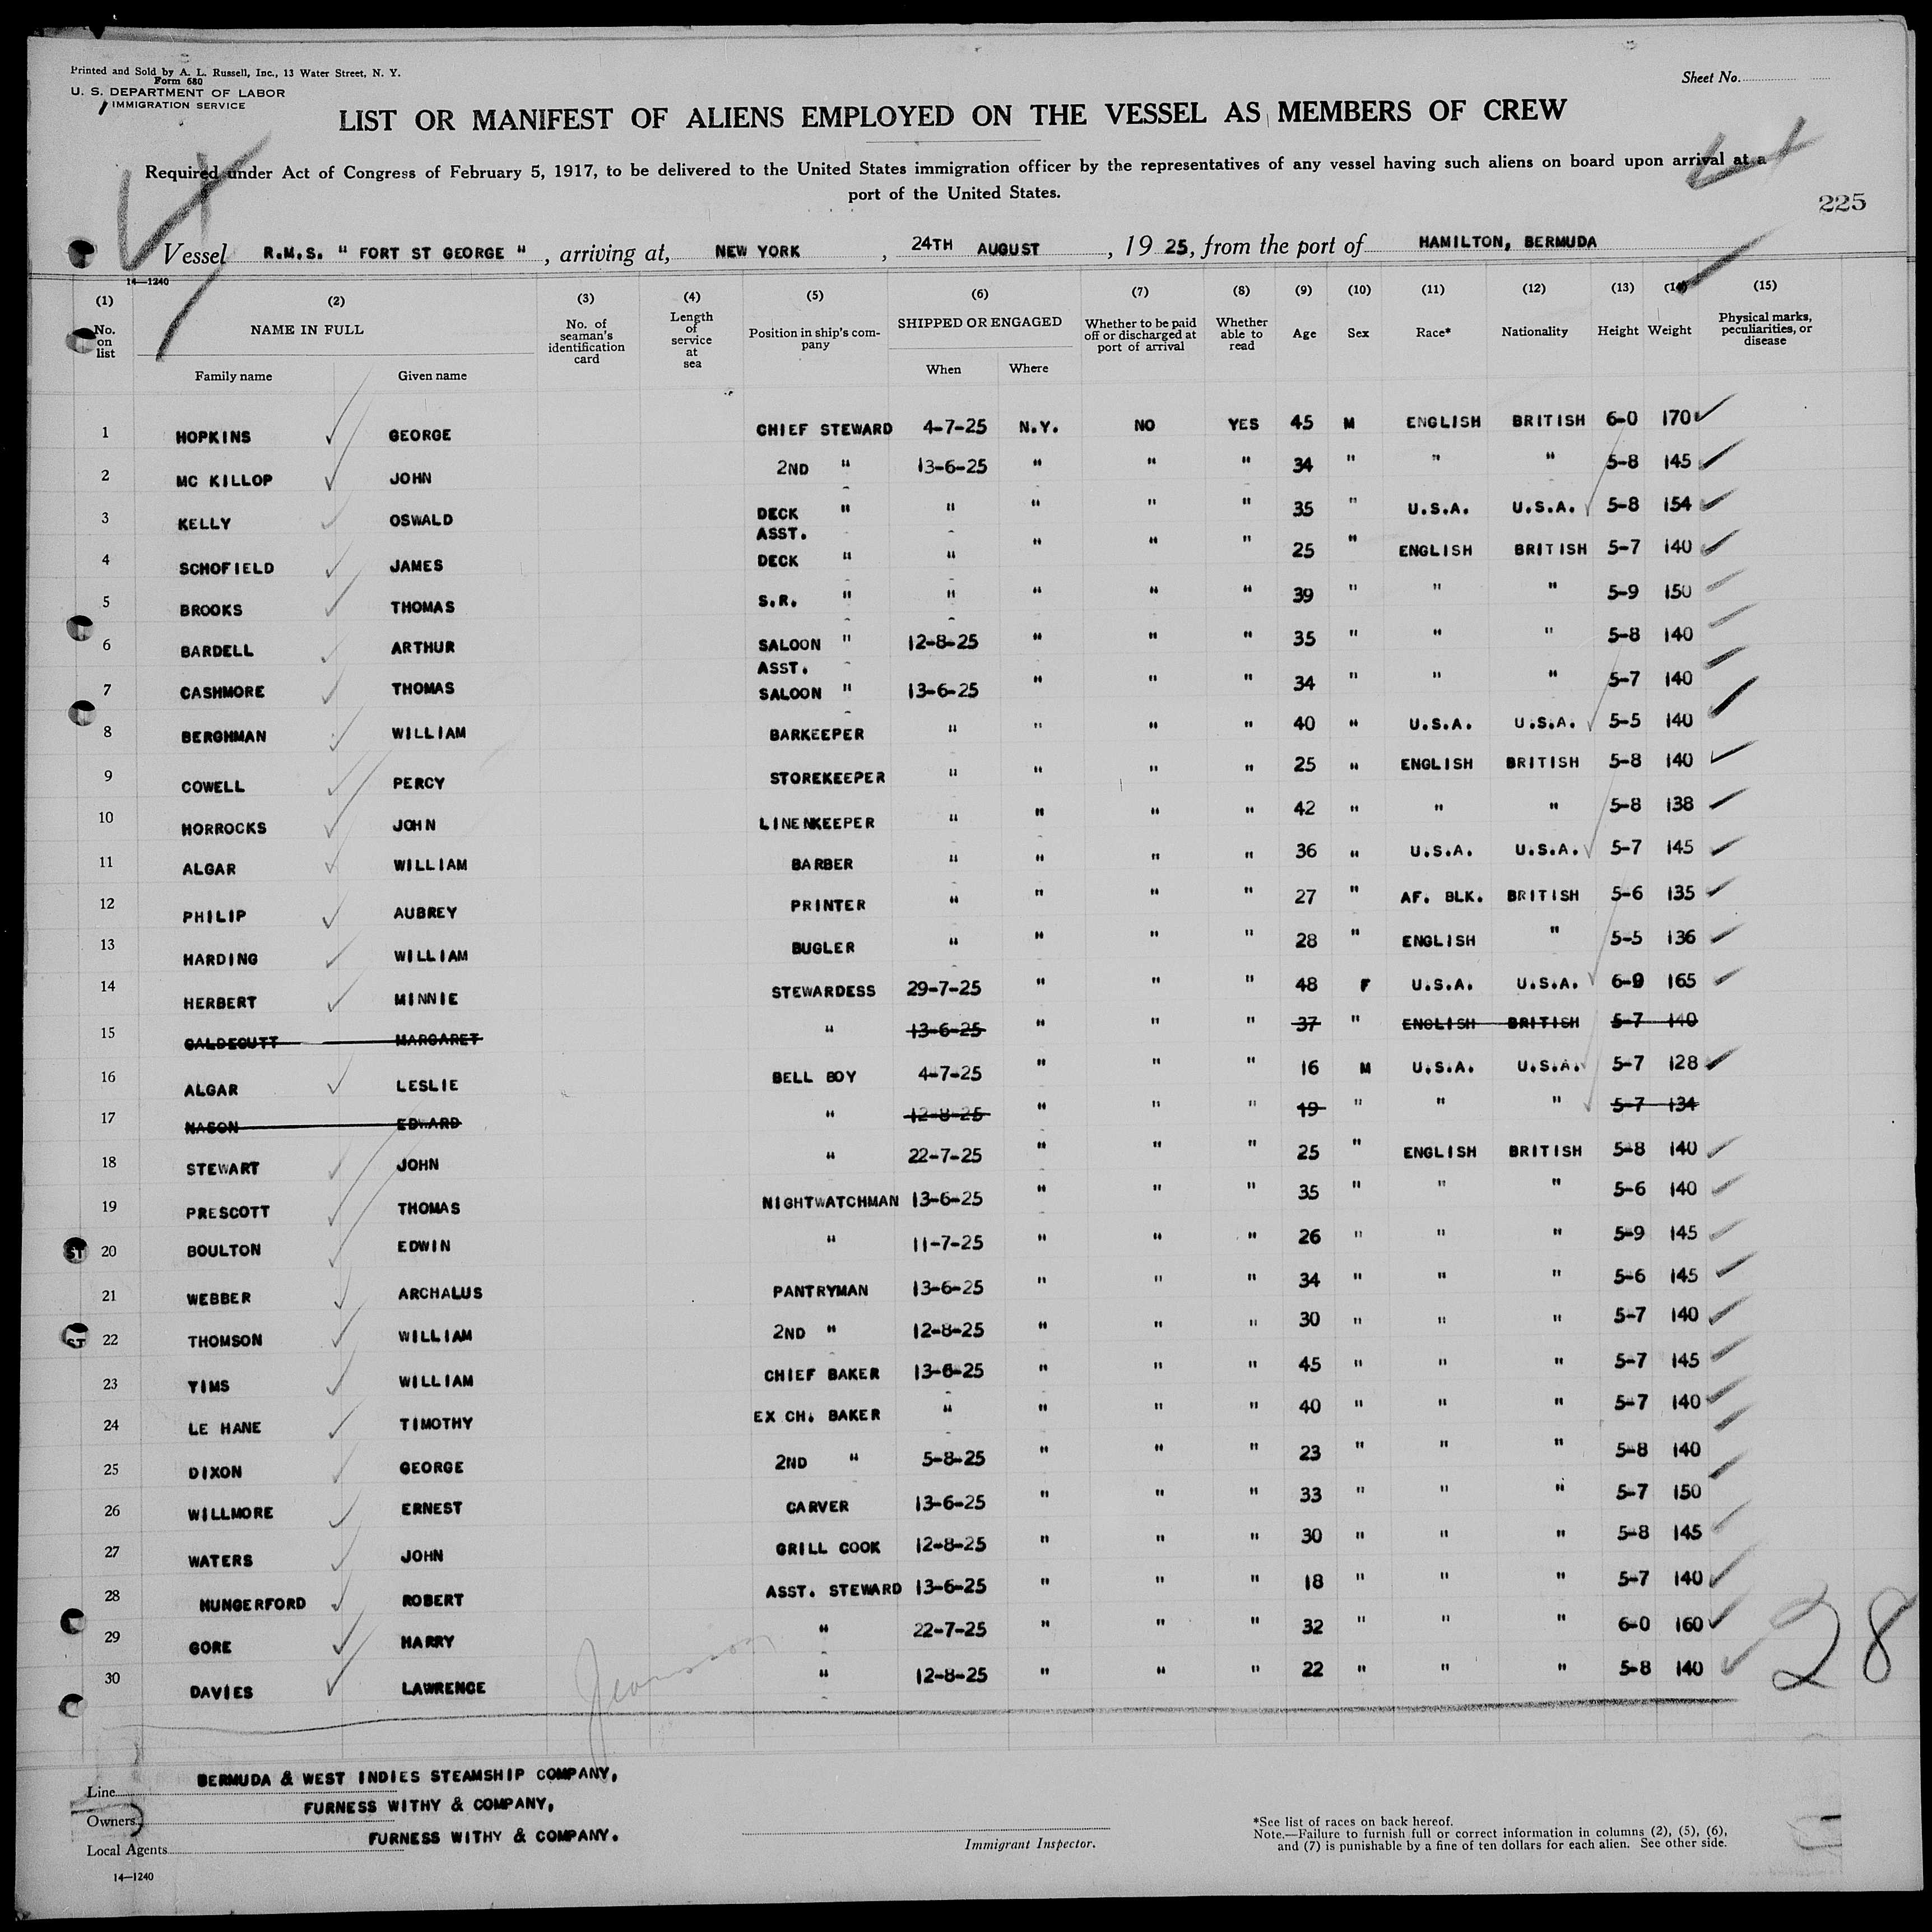 Printed and Sold by A. L. Russell, Inc., 13 Water Street, N. Y.
Form 680
U. S. DEPARTMENT OF LABOR
IMMIGRATION SERVICE
Sheet No.
LIST OR MANIFEST OF ALIENS EMPLOYED ON THE VESSEL AS MEMBERS OF CREW
Required under Act of Congress of February 5, 1917, to be delivered to the United States immigration officer by the representatives of any vessel having such aliens on board upon arrival at a
port of the United States.
225
Vessel R.M.S. " FORT ST GEORGE ", arriving at, NEW YORK, 24TH AUGUST, 19 25, from the port of HAMILTON, BERMUDA
14—1240
(1) (2) (3) (4) (5) (6) (7) (8) (9) (10) (11) (12) (13) (14) (15)
No. on list NAME IN FULL Family name Given name No. of seaman's identification card Length of service at sea Position in ship's company SHIPPED OR ENGAGED When Where Whether to be paid off or discharged at port of arrival Whether able to read Age Sex Race* Nationality Height Weight Physical marks, peculiarities, or disease
1 HOPKINS GEORGE CHIEF STEWARD 4-7-25 N.Y. NO YES 45 M ENGLISH BRITISH 6-0 170
2 MC KILLOP JOHN 2ND " 13-6-25 " " " 34 " " " 5-8 145
3 KELLY OSWALD DECK " " " " " 35 " U.S.A. U.S.A. 5-8 154
4 SCHOFIELD JAMES ASST. DECK " " " " " 25 " ENGLISH BRITISH 5-7 140
5 BROOKS THOMAS S.R. " " " " " 39 " " " 5-9 150
6 BARDELL ARTHUR SALOON " 12-8-25 " " " 35 " " " 5-8 140
7 CASHMORE THOMAS ASST. SALOON " 13-6-25 " " " 34 " " " 5-7 140
8 BERGHMAN WILLIAM BARKEEPER " " " " 40 " U.S.A. U.S.A. 5-5 140
9 COWELL PERCY STOREKEEPER " " " " 25 " ENGLISH BRITISH 5-8 140
10 HORROCKS JOHN LINENKEEPER " " " " 42 " " " 5-8 138
11 ALGAR WILLIAM BARBER " " " " 36 " U.S.A. U.S.A. 5-7 145
12 PHILIP AUBREY PRINTER " " " " 27 " AF. BLK. BRITISH 5-6 135
13 HARDING WILLIAM BUGLER " " " " 28 " ENGLISH " 5-5 136
14 HERBERT MINNIE STEWARDESS 29-7-25 " " " 48 F U.S.A. U.S.A. 6-9 165
15 CALDECUTT MARGARET " 13-6-25 " " " 37 " ENGLISH BRITISH 5-7 140
16 ALGAR LESLIE BELL BOY 4-7-25 " " " 16 M U.S.A. U.S.A. 5-7 128
17 NASON EDWARD " 12-8-25 " " " 19 " " " 5-7 134
18 STEWART JOHN " 22-7-25 " " " 25 " ENGLISH BRITISH 5-8 140
19 PRESCOTT THOMAS NIGHTWATCHMAN 13-6-25 " " " 35 " " " 5-6 140
20 BOULTON EDWIN " 11-7-25 " " " 26 " " " 5-9 145
21 WEBBER ARCHALUS PANTRYMAN 13-6-25 " " " 34 " " " 5-6 145
22 THOMSON WILLIAM 2ND " 12-8-25 " " " 30 " " " 5-7 140
23 TIMS WILLIAM CHIEF BAKER 13-6-25 " " " 45 " " " 5-7 145
24 LE HANE TIMOTHY EX CH. BAKER " " " " 40 " " " 5-7 140
25 DIXON GEORGE 2ND " 5-8-25 " " " 23 " " " 5-8 140
26 WILLMORE ERNEST CARVER 13-6-25 " " " 33 " " " 5-7 150
27 WATERS JOHN GRILL COOK 12-8-25 " " " 30 " " " 5-8 145
28 HUNGERFORD ROBERT ASST. STEWARD 13-6-25 " " " 18 " " " 5-7 140
29 GORE HARRY " 22-7-25 " " " 32 " " " 6-0 160
30 DAVIES LAWRENCE " 12-8-25 " " " 22 " " " 5-8 140
28
Line BERMUDA & WEST INDIES STEAMSHIP COMPANY,
Owners FURNESS WITHY & COMPANY,
Local Agents FURNESS WITHY & COMPANY.
Immigrant Inspector.
*See list of races on back hereof.
Note.—Failure to furnish full or correct information in columns (2), (5), (6),
and (7) is punishable by a fine of ten dollars for each alien. See other side.
14—1240